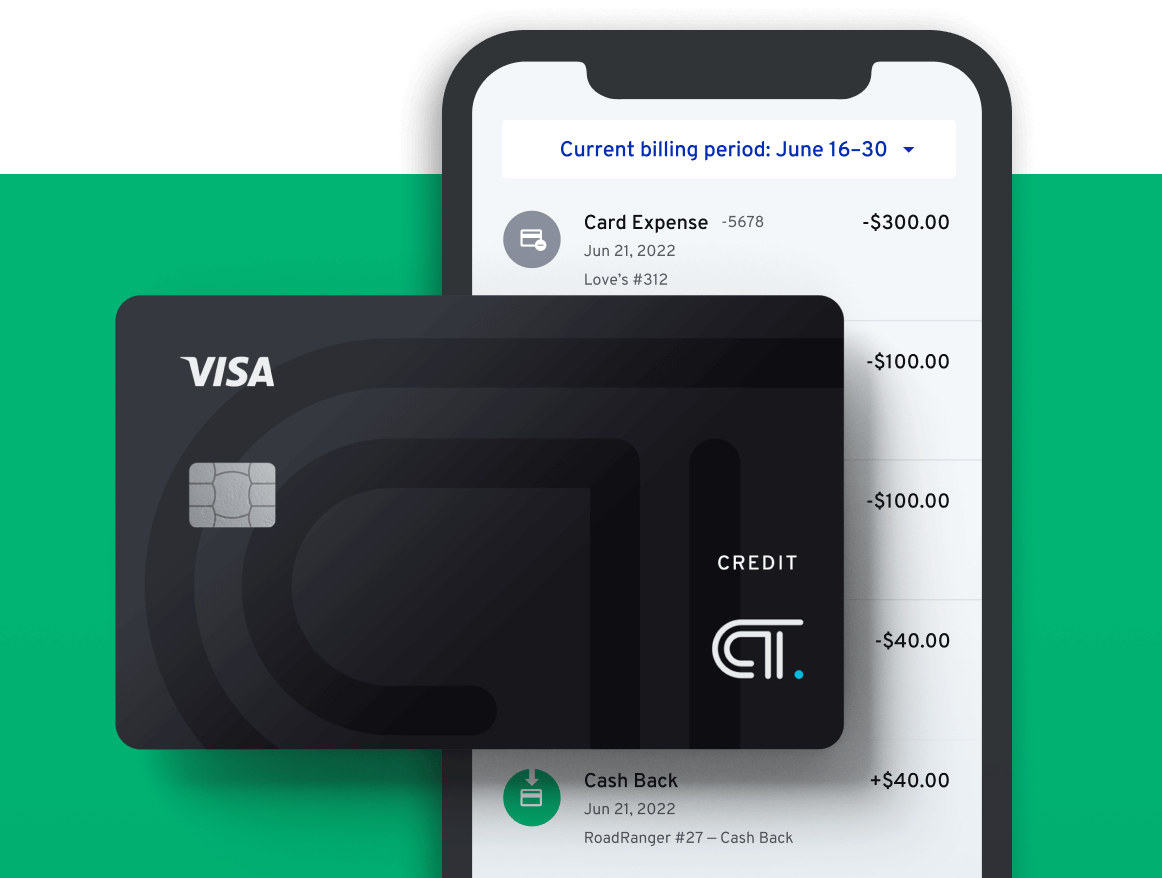 Current billing period: June 16–30
Card Expense -5678 -$300.00
Jun 21, 2022
Love’s #312
VISA
-$100.00
-$100.00
CREDIT
-$40.00
CT.
Cash Back +$40.00
Jun 21, 2022
RoadRanger #27 – Cash Back